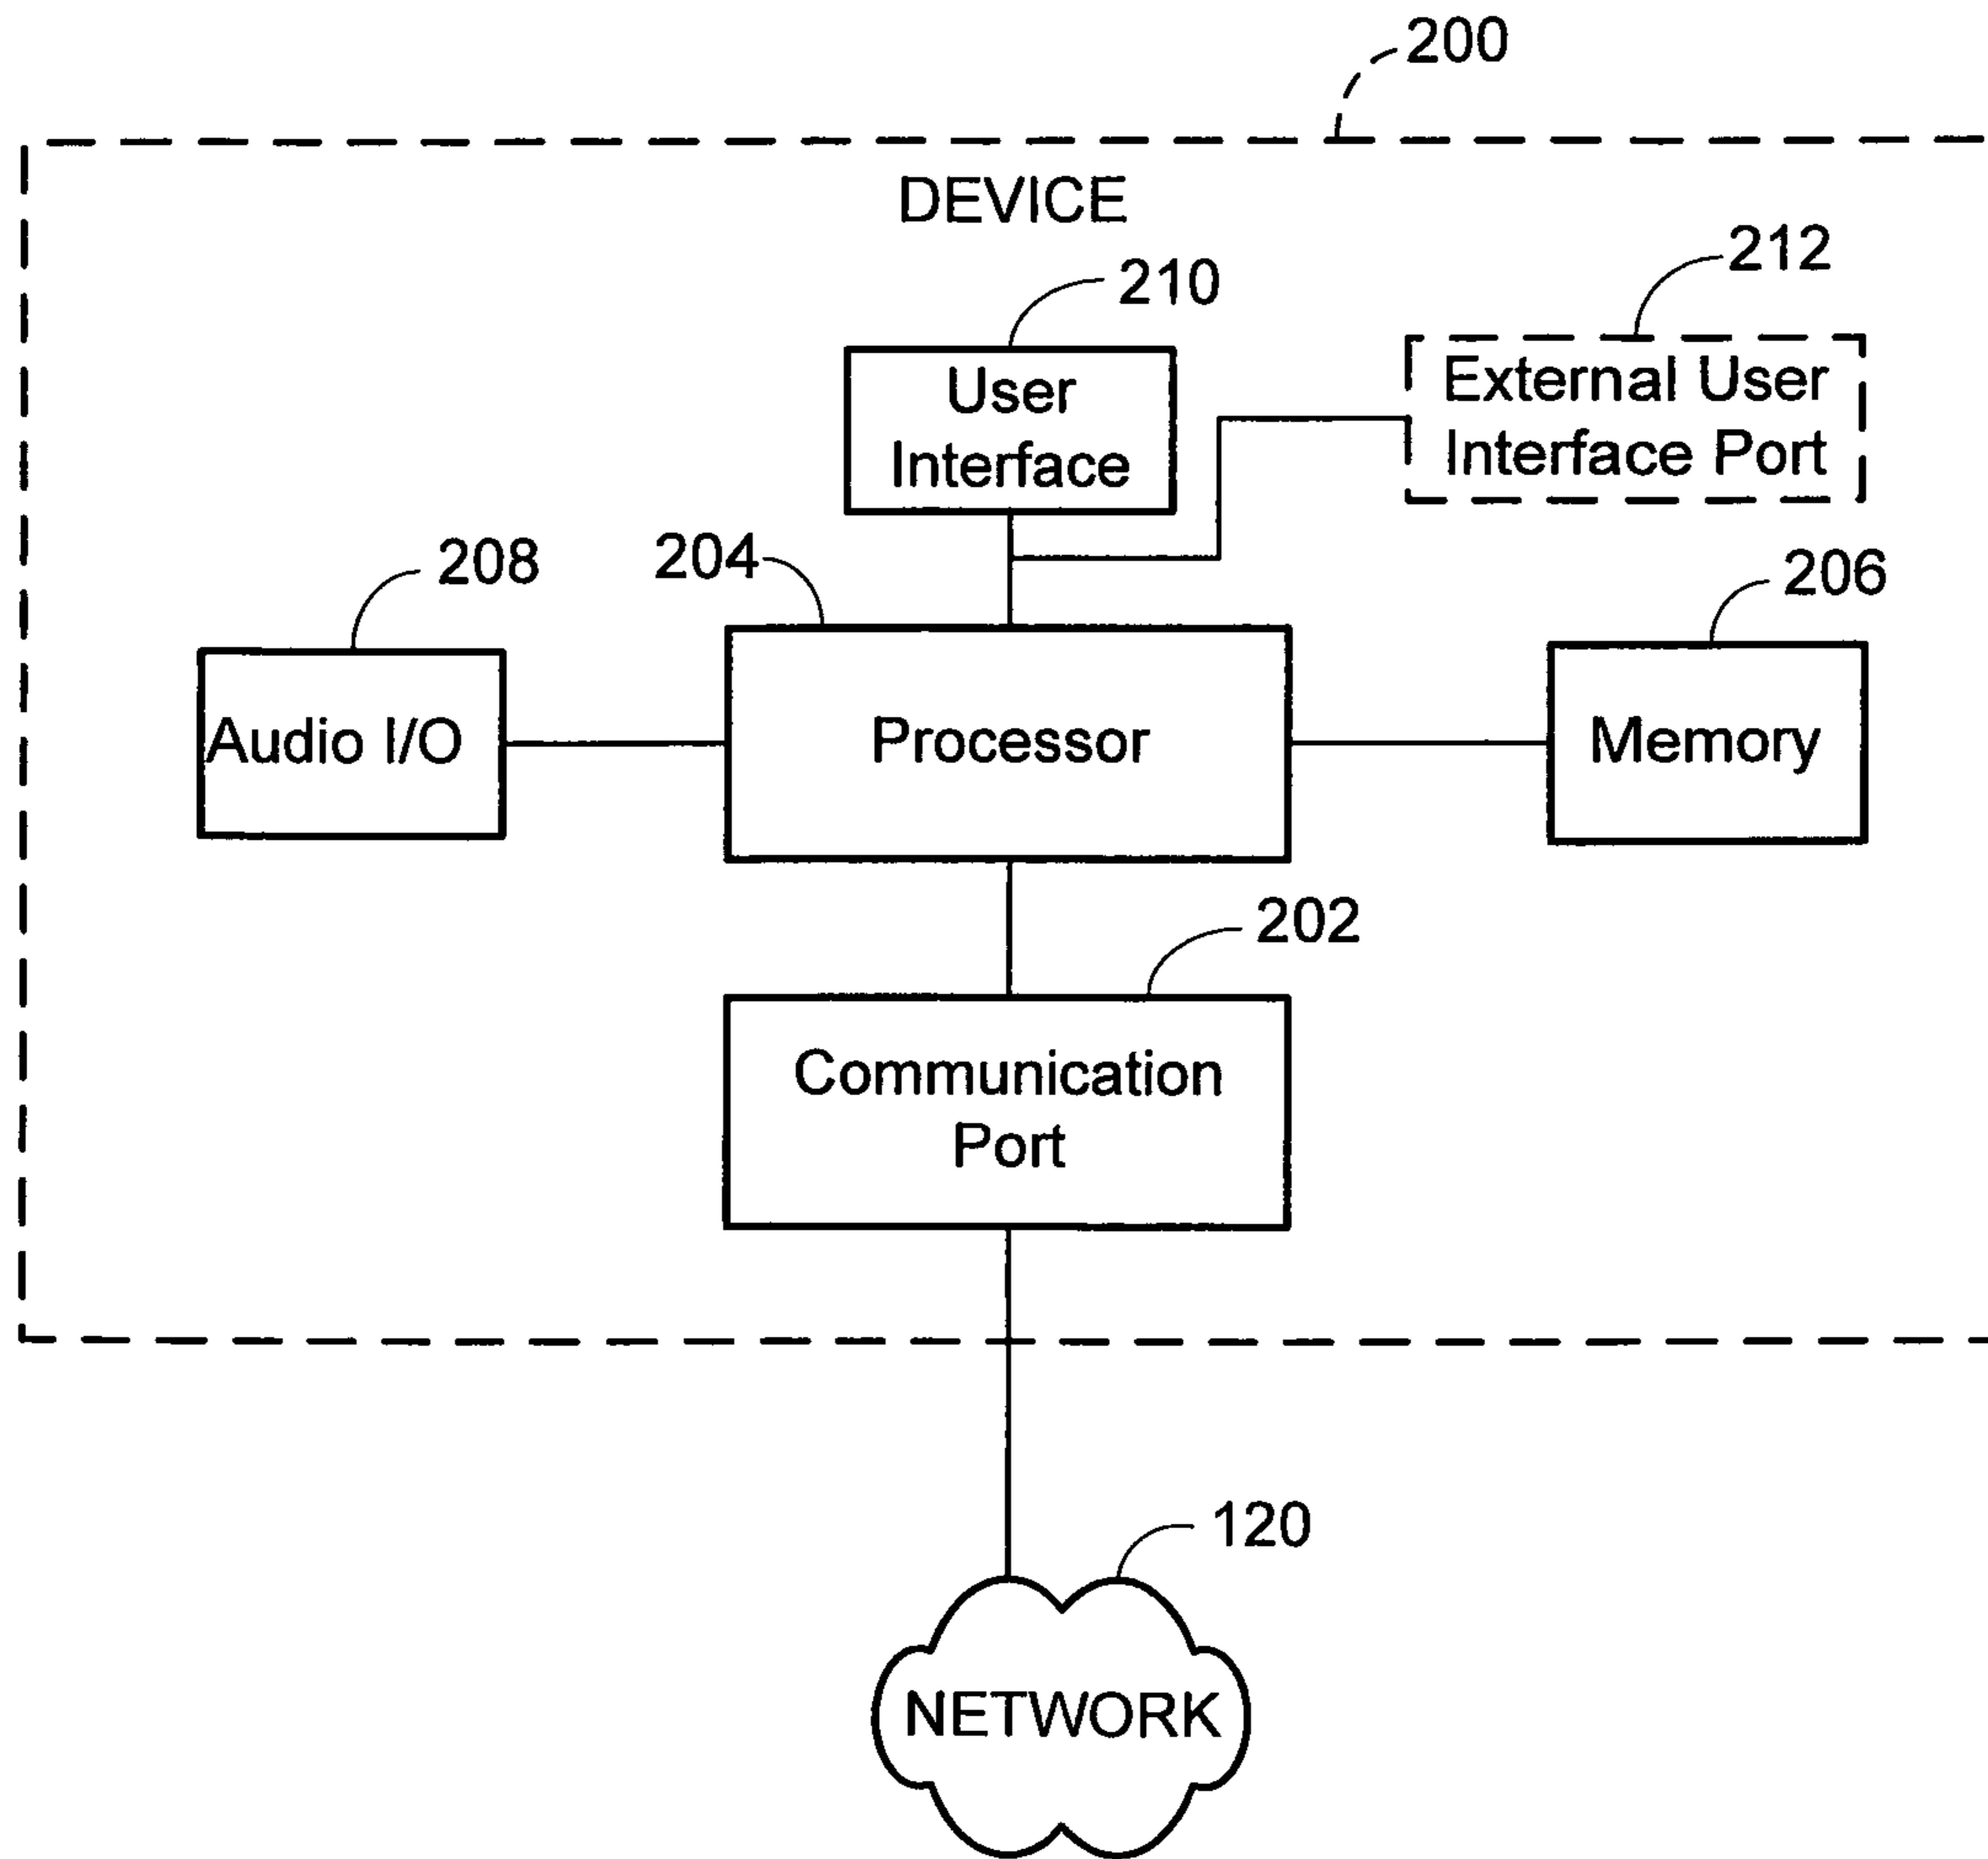 200
DEVICE
210
212
User
Interface
External User
Interface Port
208
204
206
Audio I/O
Processor
Memory
202
Communication
Port
120
NETWORK